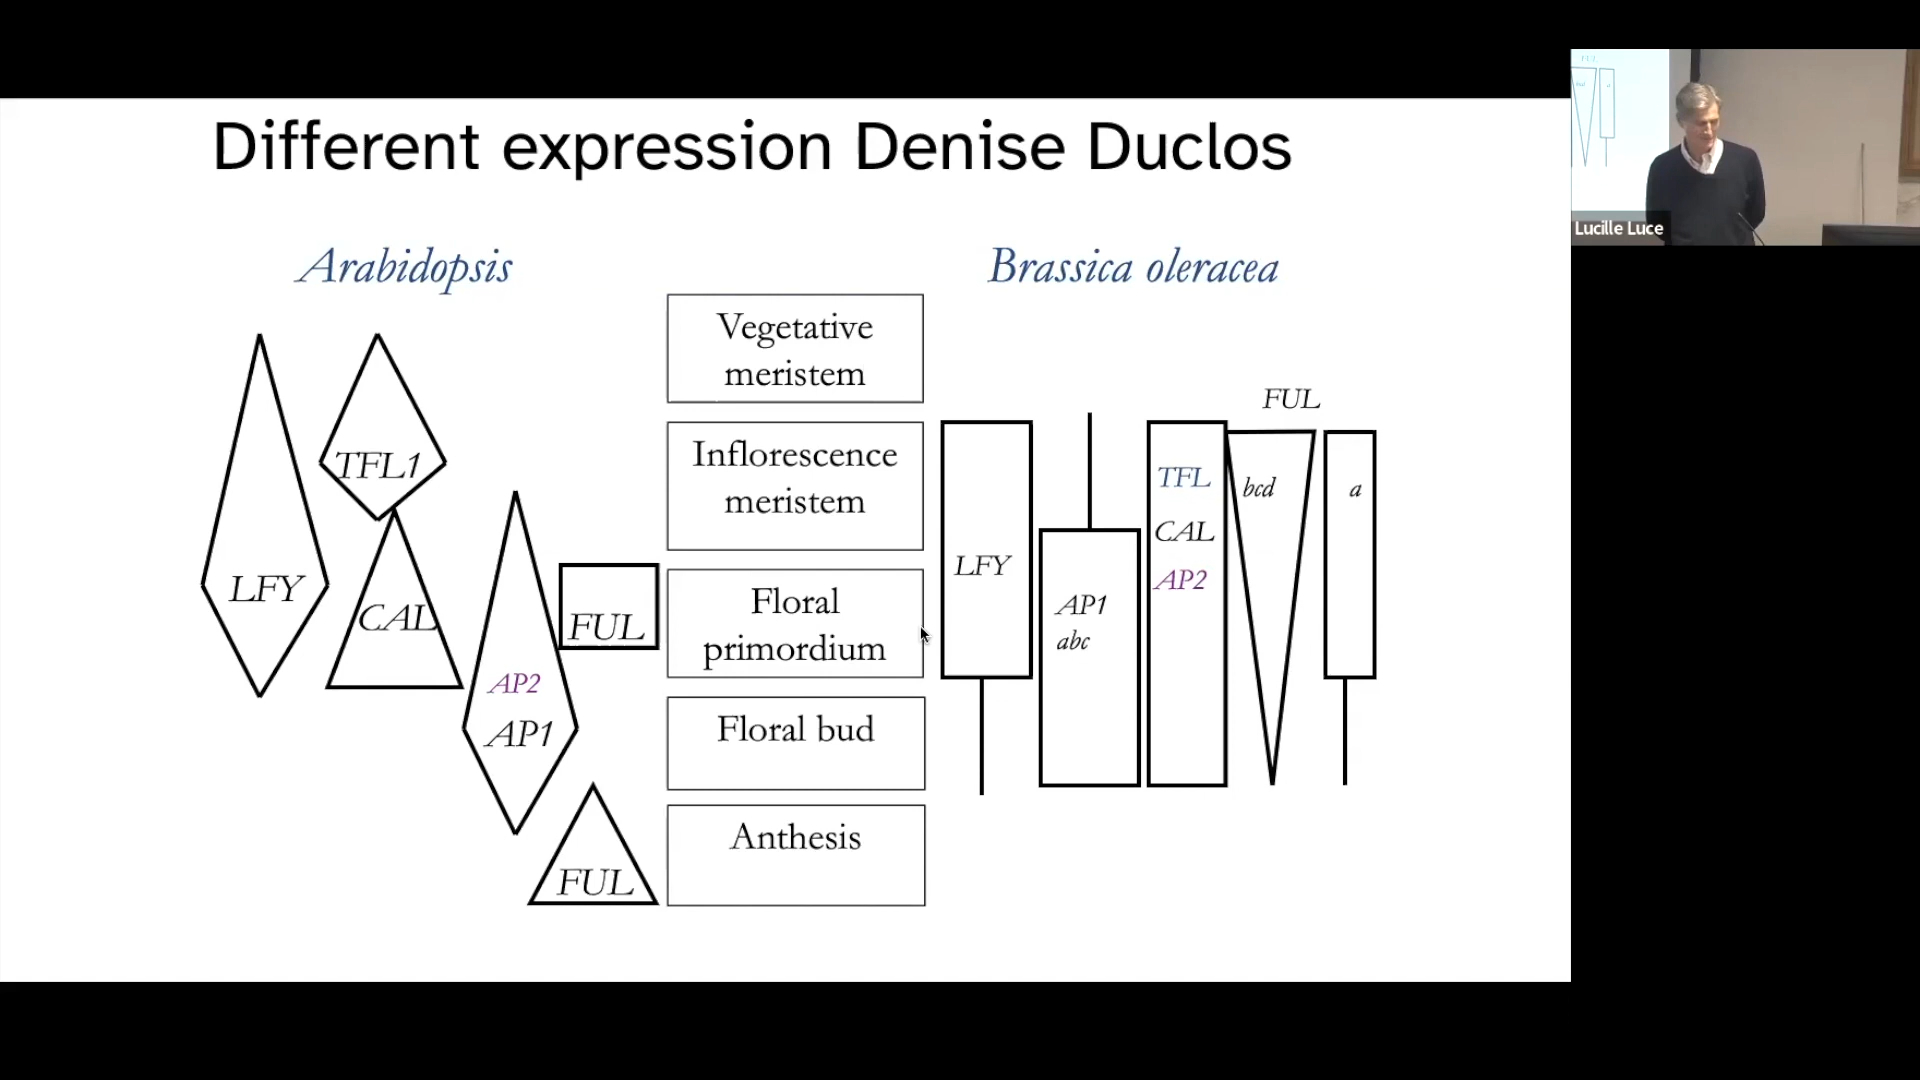 Different expression Denise Duclos
Arabidopsis
Brassica oleracea
Vegetative
meristem
Inflorescence
meristem
Floral
primordium
Floral bud
Anthesis
TFL1
LFY
CAL
FUL
AP2
AP1
FUL
FUL
LFY
AP1
abc
TFL
CAL
AP2
bcd
a
Lucille Luce